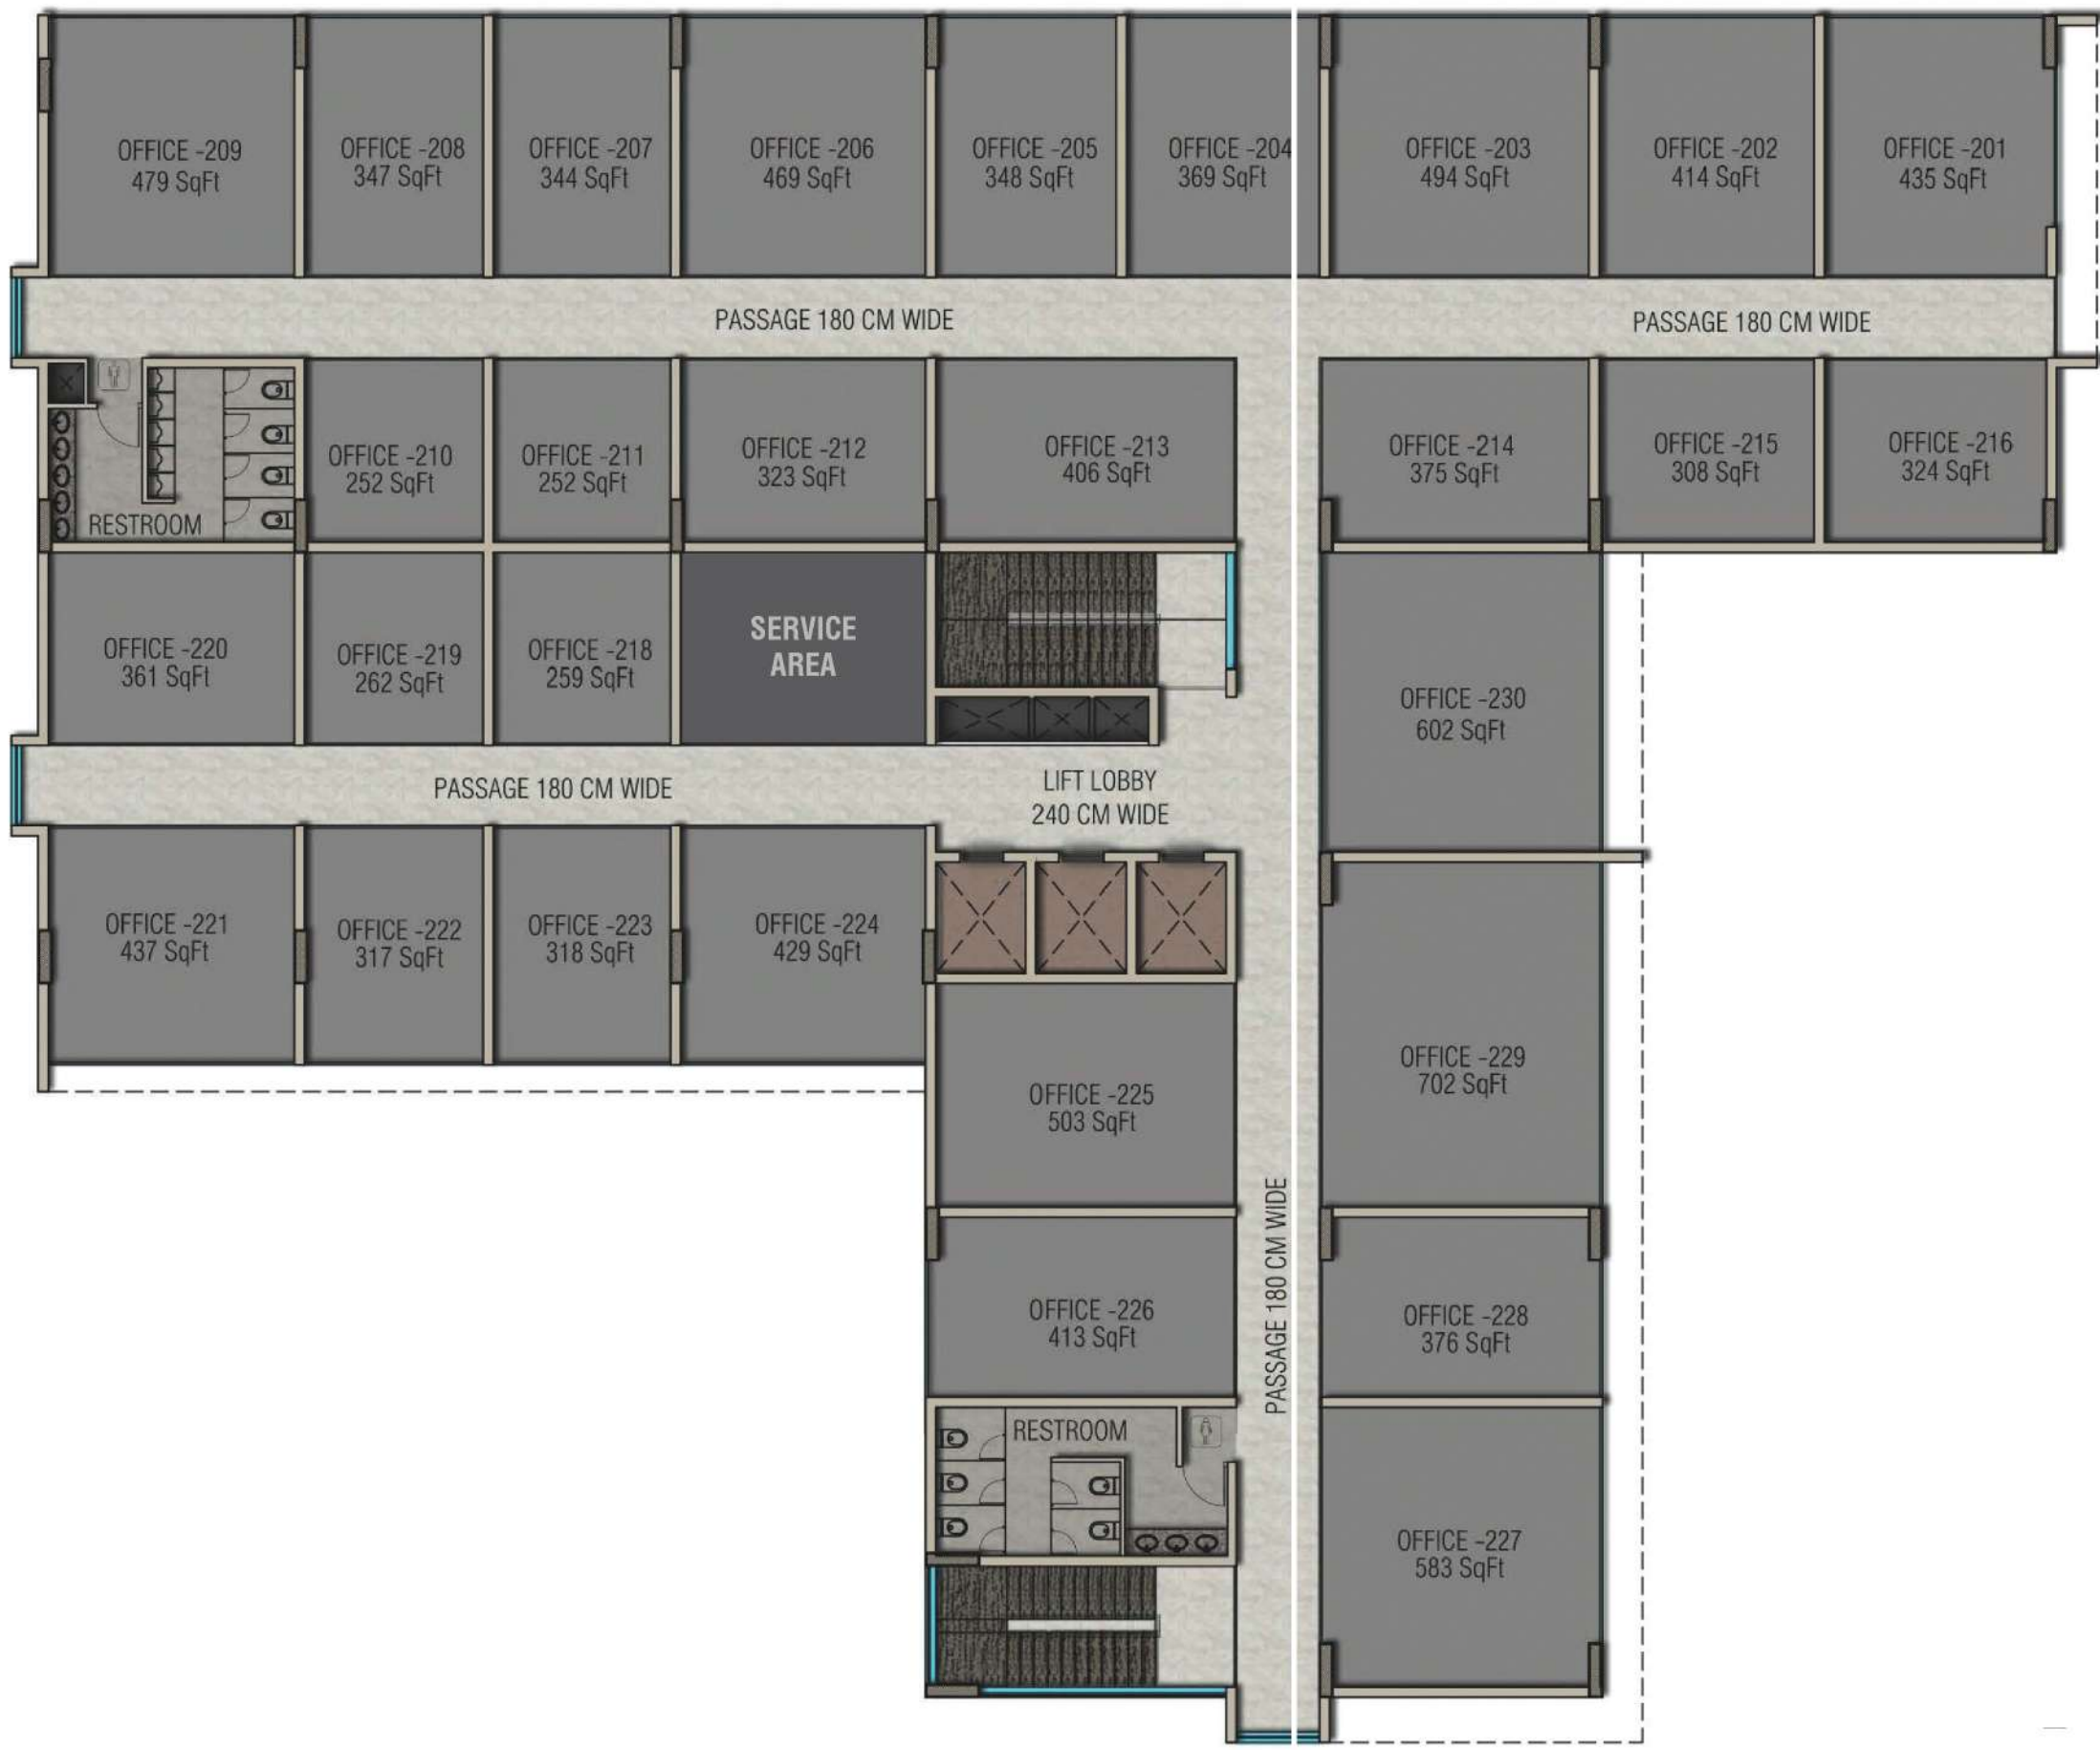 OFFICE -209
479 SqFt
OFFICE -208
347 SqFt
OFFICE -207
344 SqFt
OFFICE -206
469 SqFt
OFFICE -205
348 SqFt
OFFICE -204
369 SqFt
OFFICE -203
494 SqFt
OFFICE -202
414 SqFt
OFFICE -201
435 SqFt
PASSAGE 180 CM WIDE
PASSAGE 180 CM WIDE
RESTROOM
OFFICE -210
252 SqFt
OFFICE -211
252 SqFt
OFFICE -212
323 SqFt
OFFICE -213
406 SqFt
OFFICE -214
375 SqFt
OFFICE -215
308 SqFt
OFFICE -216
324 SqFt
OFFICE -220
361 SqFt
OFFICE -219
262 SqFt
OFFICE -218
259 SqFt
SERVICE
AREA
OFFICE -230
602 SqFt
PASSAGE 180 CM WIDE
LIFT LOBBY
240 CM WIDE
OFFICE -221
437 SqFt
OFFICE -222
317 SqFt
OFFICE -223
318 SqFt
OFFICE -224
429 SqFt
OFFICE -225
503 SqFt
OFFICE -229
702 SqFt
PASSAGE 180 CM WIDE
OFFICE -226
413 SqFt
OFFICE -228
376 SqFt
RESTROOM
OFFICE -227
583 SqFt